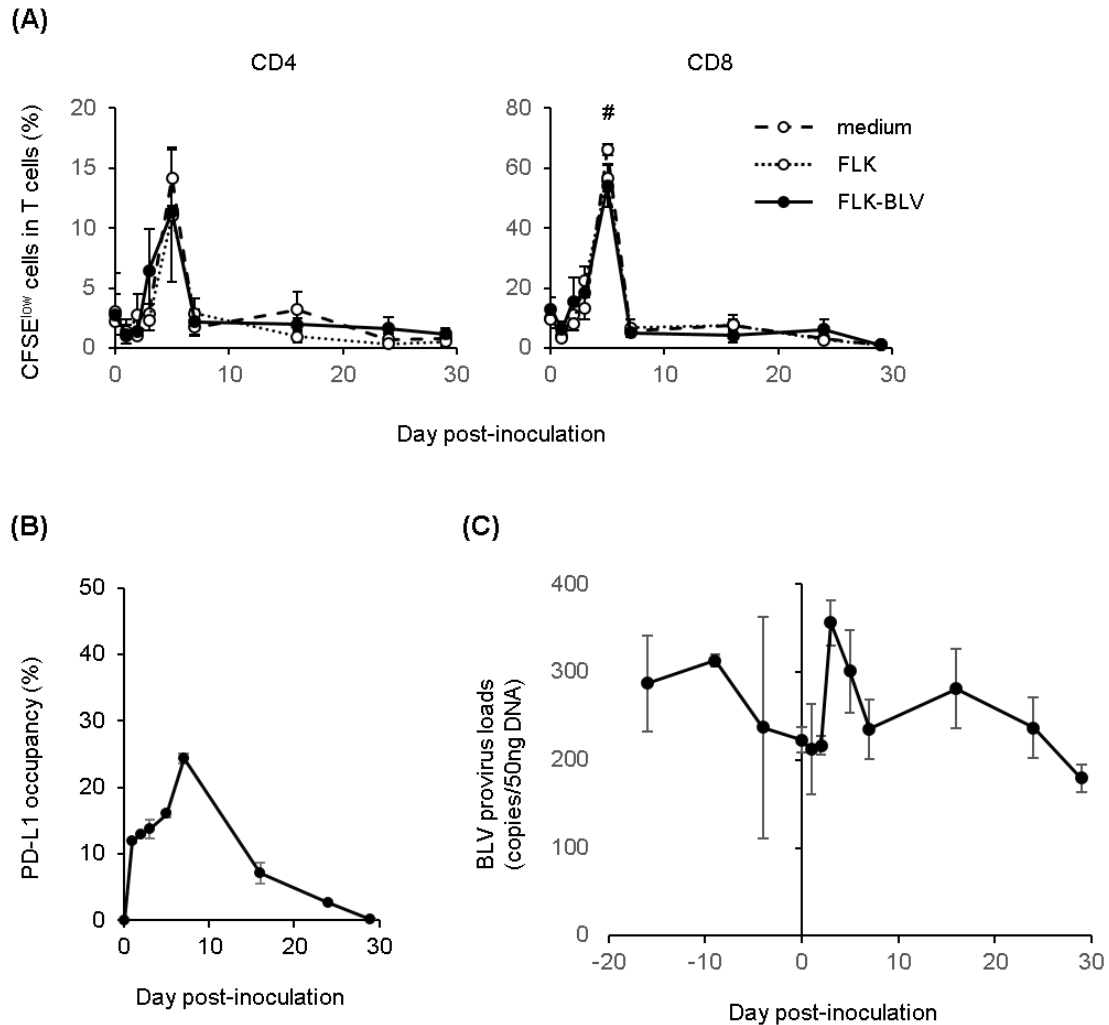 (A)
CD4
CD8
CFSElow cells in T cells (%)
20
15
10
5
0
0
10
20
30
80
60
40
20
0
0
10
20
30
#
medium
FLK
FLK-BLV
Day post-inoculation
(B)
PD-L1 occupancy (%)
50
40
30
20
10
0
0
10
20
30
Day post-inoculation
(C)
BLV provirus loads
(copies/50ng DNA)
400
300
200
100
0
-20
-10
0
10
20
30
Day post-inoculation